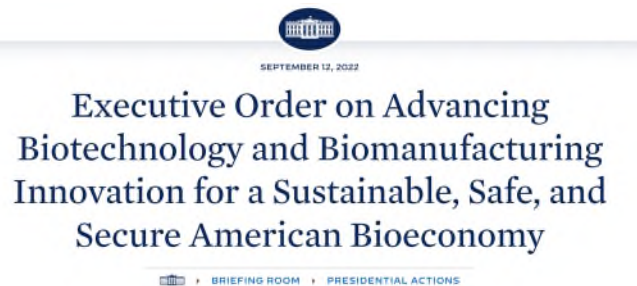 SEPTEMBER 12, 2022
Executive Order on Advancing
Biotechnology and Biomanufacturing
Innovation for a Sustainable, Safe, and
Secure American Bioeconomy
BRIEFING ROOM
PRESIDENTIAL ACTIONS